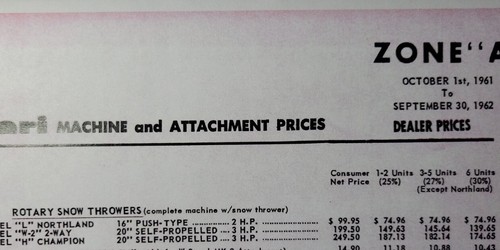 ZONE "A
OCTOBER 1st, 1961
To
SEPTEMBER 30, 1962
ari MACHINE and ATTACHMENT PRICES DEALER PRICES
Consumer 1-2 Units 3-5 Units 6 Units
Net Price (25%) (27%) (30%)
(Except Northland)
ROTARY SNOW THROWERS (complete machine w/snow thrower)
EL "L" NORTHLAND 16" PUSH-TYPE 2 H.P. $ 99.95 $ 74.96 $ 74.96 $ 74.96
EL "W-2" 2-WAY 20" SELF-PROPELLED 3 H.P. 199.50 149.63 145.64 139.65
EL "H" CHAMPION 20" SELF-PROPELLED 3 H.P. 249.50 187.13 182.14 174.65